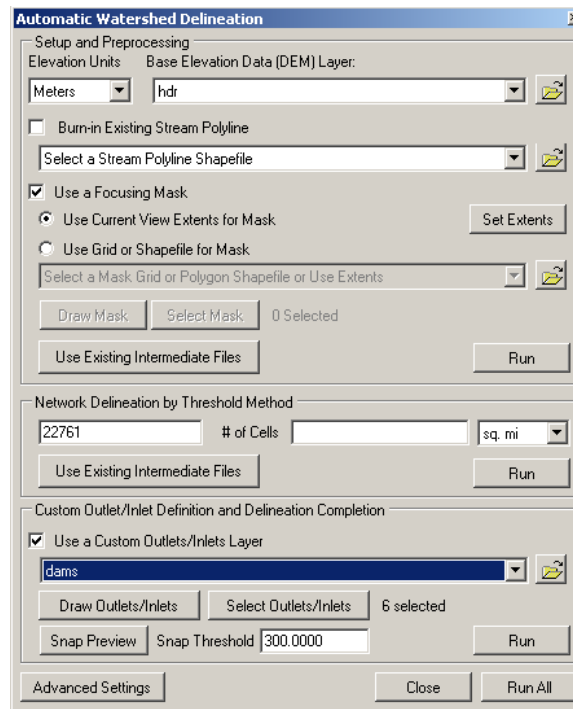 Automatic Watershed Delineation
Setup and Preprocessing
Elevation Units Base Elevation Data (DEM) Layer:
Meters hdr
Burn-in Existing Stream Polyline
Select a Stream Polyline Shapefile
Use a Focusing Mask
Use Current View Extents for Mask Set Extents
Use Grid or Shapefile for Mask
Select a Mask Grid or Polygon Shapefile or Use Extents
Draw Mask Select Mask 0 Selected
Use Existing Intermediate Files Run
Network Delineation by Threshold Method
22761 # of Cells sq. mi
Use Existing Intermediate Files Run
Custom Outlet/Inlet Definition and Delineation Completion
Use a Custom Outlets/Inlets Layer
dams
Draw Outlets/Inlets Select Outlets/Inlets 6 selected
Snap Preview Snap Threshold 300.0000 Run
Advanced Settings Close Run All